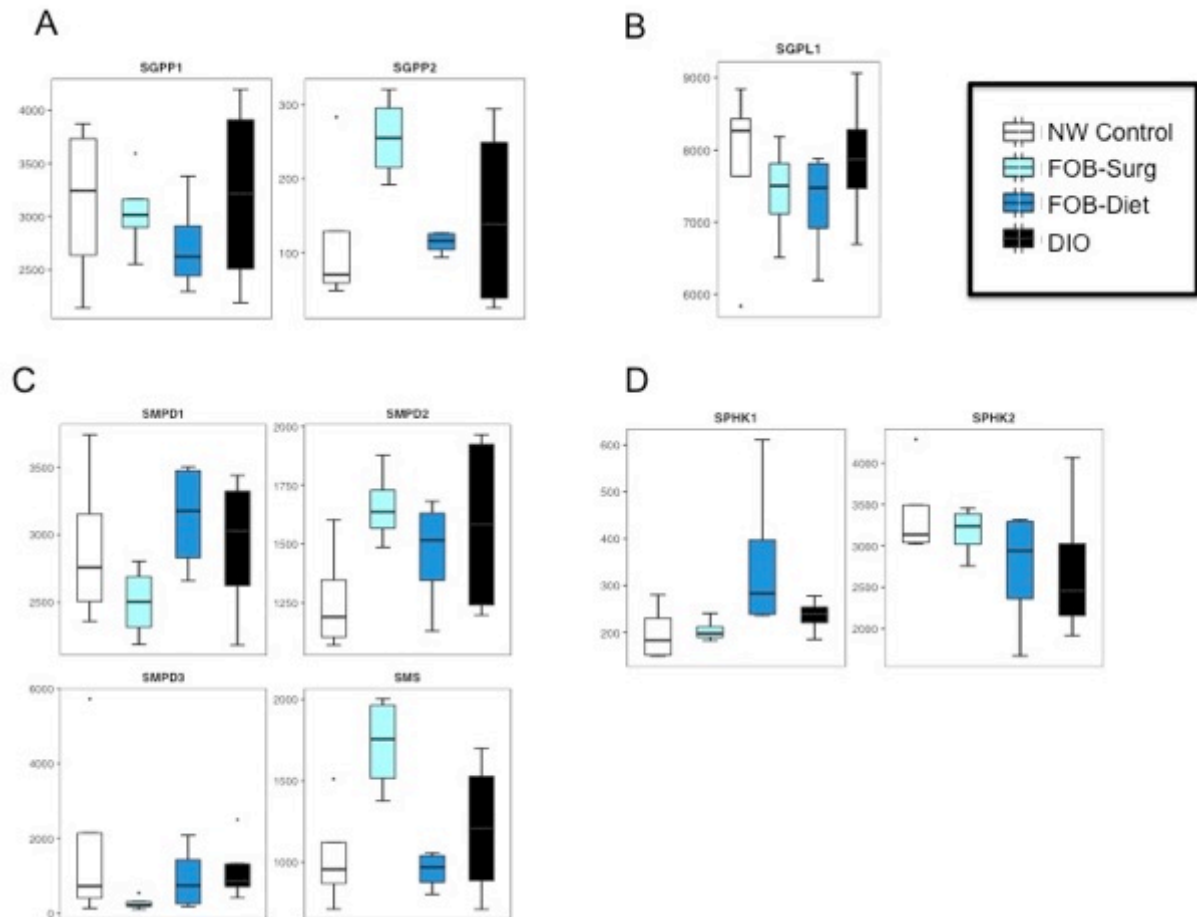 A
SGPP1
4000
3500
3000
2500
SGPP2
300
200
100
B
SGPL1
9000
8000
7000
6000
NW Control
FOB-Surg
FOB-Diet
DIO
C
SMPD1
3500
3000
2500
SMPD2
2000
1750
1500
1250
SMPD3
6000
4000
2000
0
SMS
2000
1500
1000
D
SPHK1
600
500
400
300
200
SPHK2
4000
3500
3000
2500
2000